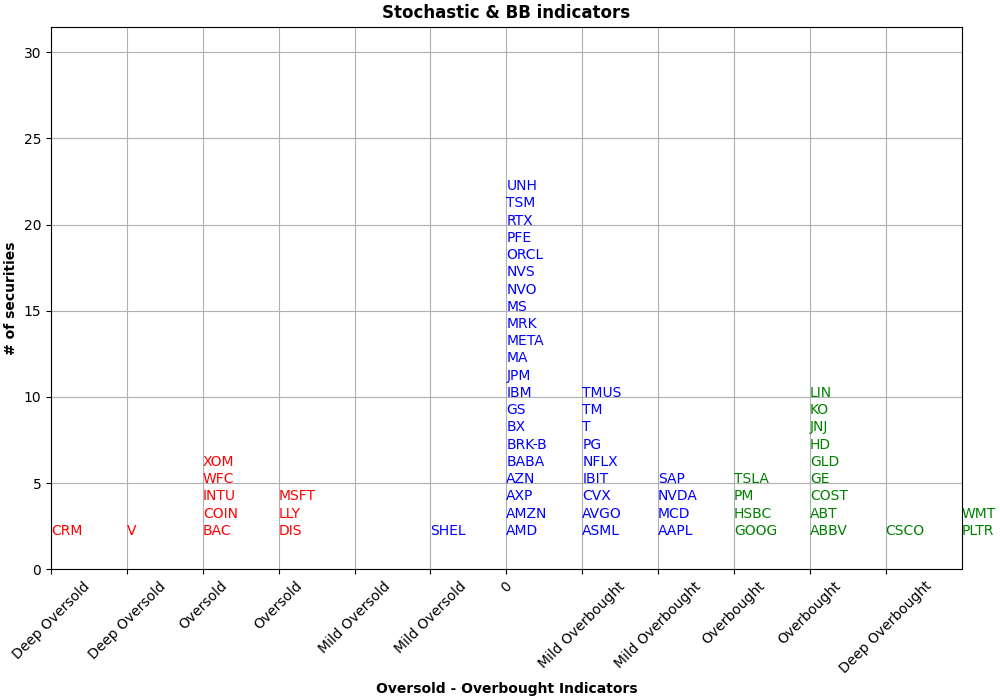 Stochastic & BB indicators
# of securities
30
25
20
15
10
5
0
CRM
V
XOM
WFC
INTU
COIN
BAC
MSFT
LLY
DIS
SHEL
UNH
TSM
RTX
PFE
ORCL
NVS
NVO
MS
MRK
META
MA
JPM
IBM
GS
BX
BRK-B
BABA
AZN
AXP
AMZN
AMD
TMUS
TM
T
PG
NFLX
IBIT
CVX
AVGO
ASML
SAP
NVDA
MCD
AAPL
TSLA
PM
HSBC
GOOG
LIN
KO
JNJ
HD
GLD
GE
COST
ABT
ABBV
CSCO
WMT
PLTR
Deep Oversold
Deep Oversold
Oversold
Oversold
Mild Oversold
Mild Oversold
0
Mild Overbought
Mild Overbought
Overbought
Overbought
Deep Overbought
Oversold - Overbought Indicators